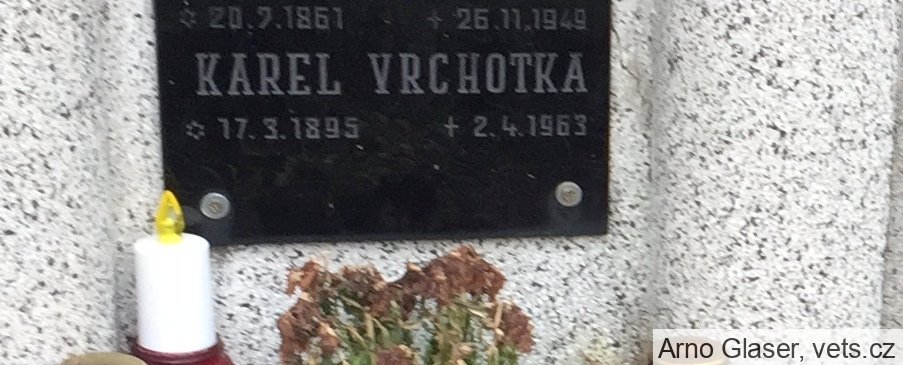 ✩ 20.7.1861 + 26.11.1949
KAREL VRCHOTKA
✩ 17.3.1895 + 2.4.1963
Arno Glaser, vets.cz